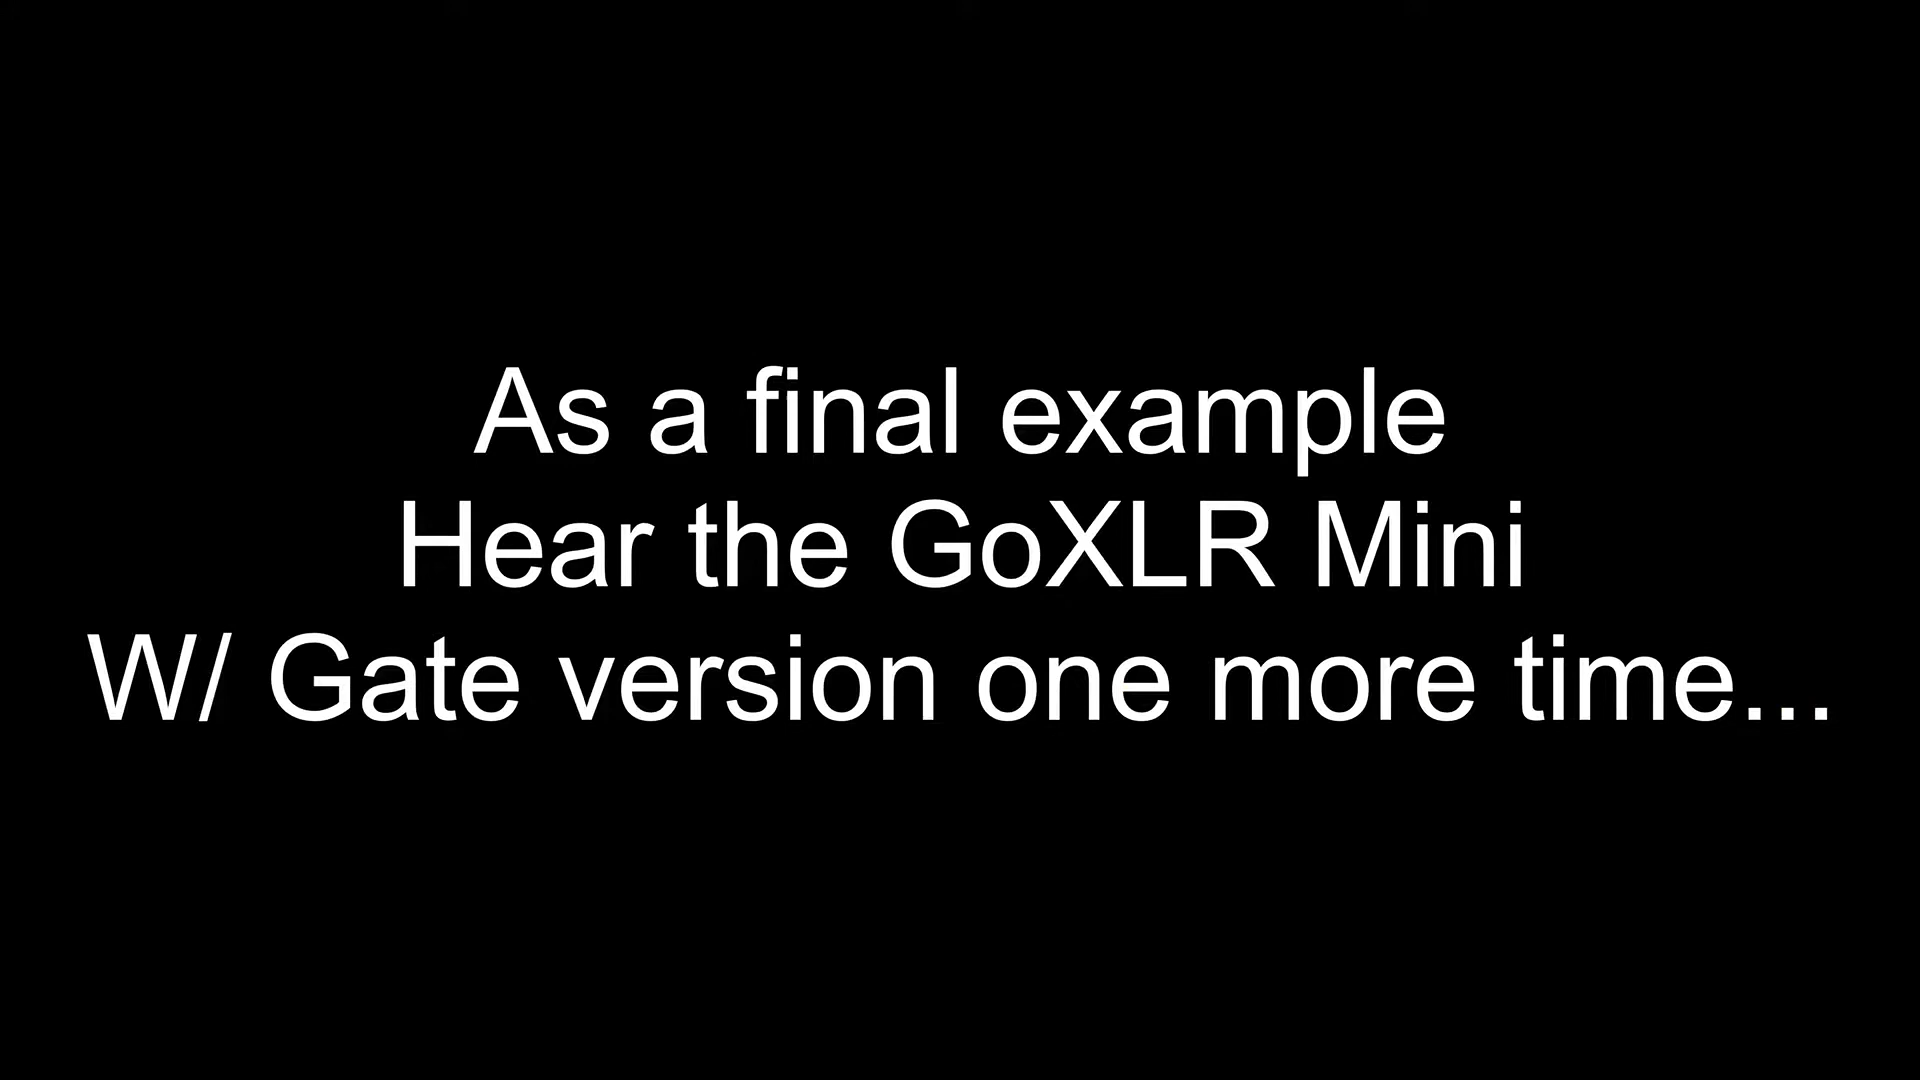 As a final example
Hear the GoXLR Mini
W/ Gate version one more time...